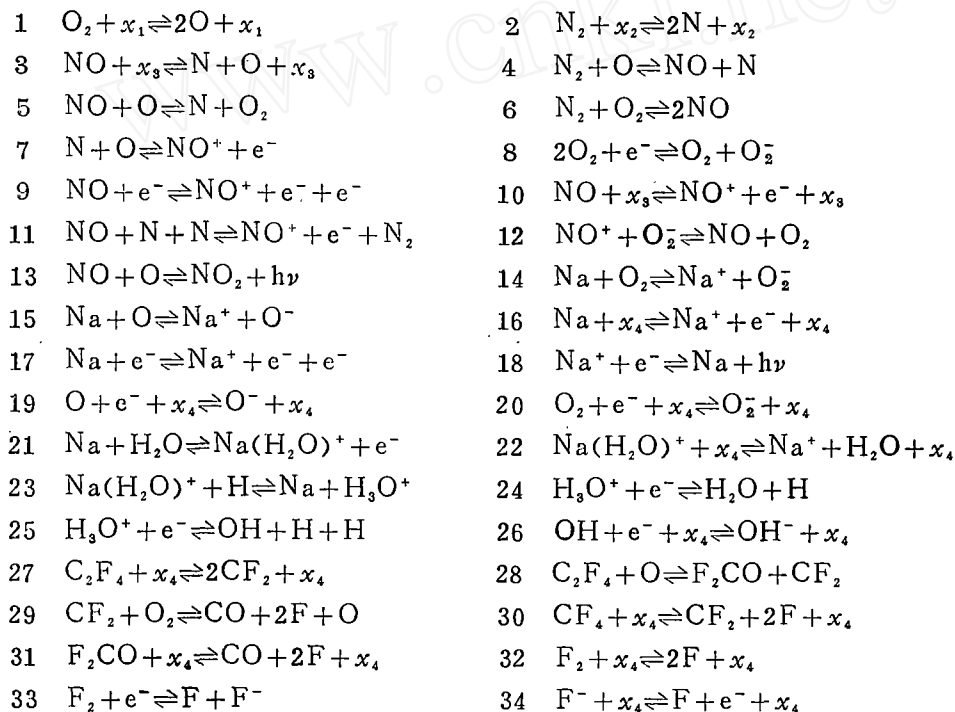 www.cnki.net
1 O₂+x₁⇌2O+x₁ 2 N₂+x₂⇌2N+x₂
3 NO+x₃⇌N+O+x₃ 4 N₂+O⇌NO+N
5 NO+O⇌N+O₂ 6 N₂+O₂⇌2NO
7 N+O⇌NO⁺+e⁻ 8 2O₂+e⁻⇌O₂+O₂⁻
9 NO+e⁻⇌NO⁺+e⁻+e⁻ 10 NO+x₃⇌NO⁺+e⁻+x₃
11 NO+N+N⇌NO⁺+e⁻+N₂ 12 NO⁺+O₂⁻⇌NO+O₂
13 NO+O⇌NO₂+hν 14 Na+O₂⇌Na⁺+O₂⁻
15 Na+O⇌Na⁺+O⁻ 16 Na+x₄⇌Na⁺+e⁻+x₄
17 Na+e⁻⇌Na⁺+e⁻+e⁻ 18 Na⁺+e⁻⇌Na+hν
19 O+e⁻+x₄⇌O⁻+x₄ 20 O₂+e⁻+x₄⇌O₂⁻+x₄
21 Na+H₂O⇌Na(H₂O)⁺+e⁻ 22 Na(H₂O)⁺+x₄⇌Na⁺+H₂O+x₄
23 Na(H₂O)⁺+H⇌Na+H₃O⁺ 24 H₃O⁺+e⁻⇌H₂O+H
25 H₃O⁺+e⁻⇌OH+H+H 26 OH+e⁻+x₄⇌OH⁻+x₄
27 C₂F₄+x₄⇌2CF₂+x₄ 28 C₂F₄+O⇌F₂CO+CF₂
29 CF₂+O₂⇌CO+2F+O 30 CF₄+x₄⇌CF₂+2F+x₄
31 F₂CO+x₄⇌CO+2F+x₄ 32 F₂+x₄⇌2F+x₄
33 F₂+e⁻⇌F+F⁻ 34 F⁻+x₄⇌F+e⁻+x₄